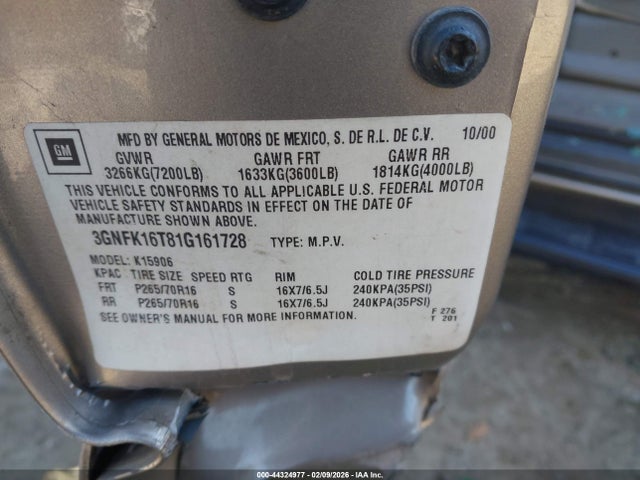 GM
MFD BY GENERAL MOTORS DE MEXICO, S. DE R.L. DE C.V. 10/00
GVWR GAWR FRT GAWR RR
3266KG(7200LB) 1633KG(3600LB) 1814KG(4000LB)
THIS VEHICLE CONFORMS TO ALL APPLICABLE U.S. FEDERAL MOTOR
VEHICLE SAFETY STANDARDS IN EFFECT ON THE DATE OF
MANUFACTURE SHOWN ABOVE.
3GNFK16T81G161728 TYPE: M.P.V.
MODEL: K15906
KPAC TIRE SIZE SPEED RTG RIM COLD TIRE PRESSURE
FRT P265/70R16 S 16X7/6.5J 240KPA(35PSI)
RR P265/70R16 S 16X7/6.5J 240KPA(35PSI)
SEE OWNER'S MANUAL FOR MORE INFORMATION.
F 276
T 201
000-44324977 - 02/09/2026 - IAA Inc.